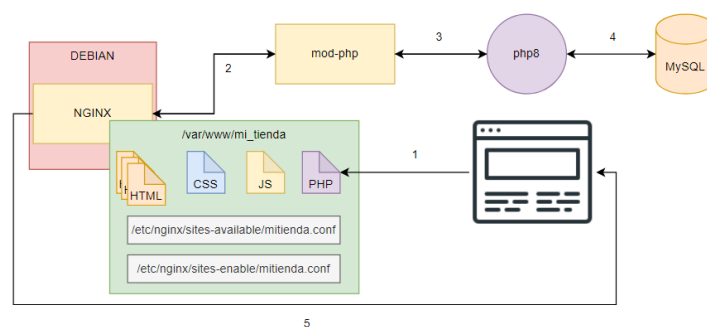 DEBIAN
NGINX
2
mod-php
3
php8
4
MySQL
/var/www/mi_tienda
H
H
HTML
CSS
JS
PHP
1
/etc/nginx/sites-available/mitienda.conf
/etc/nginx/sites-enable/mitienda.conf
5